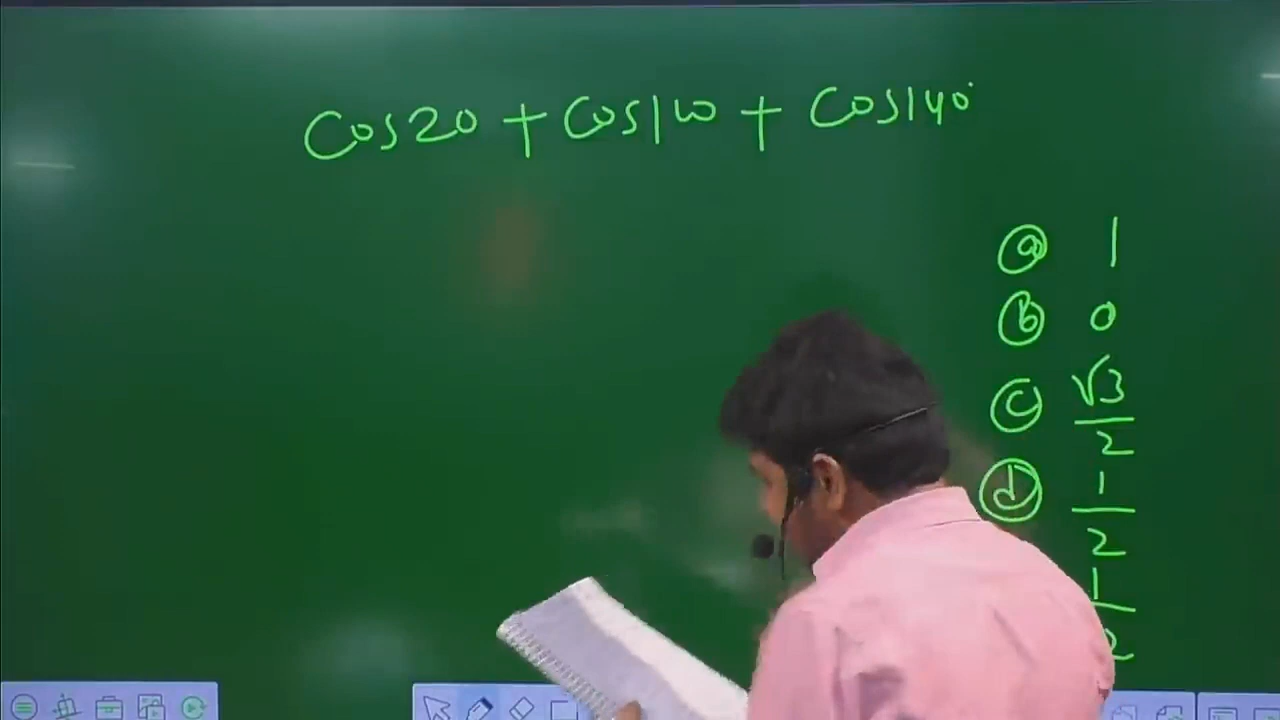 cos20 + cos100 + cos140°
(a) 1
(b) 0
(c) √3/2
(d) 1/2